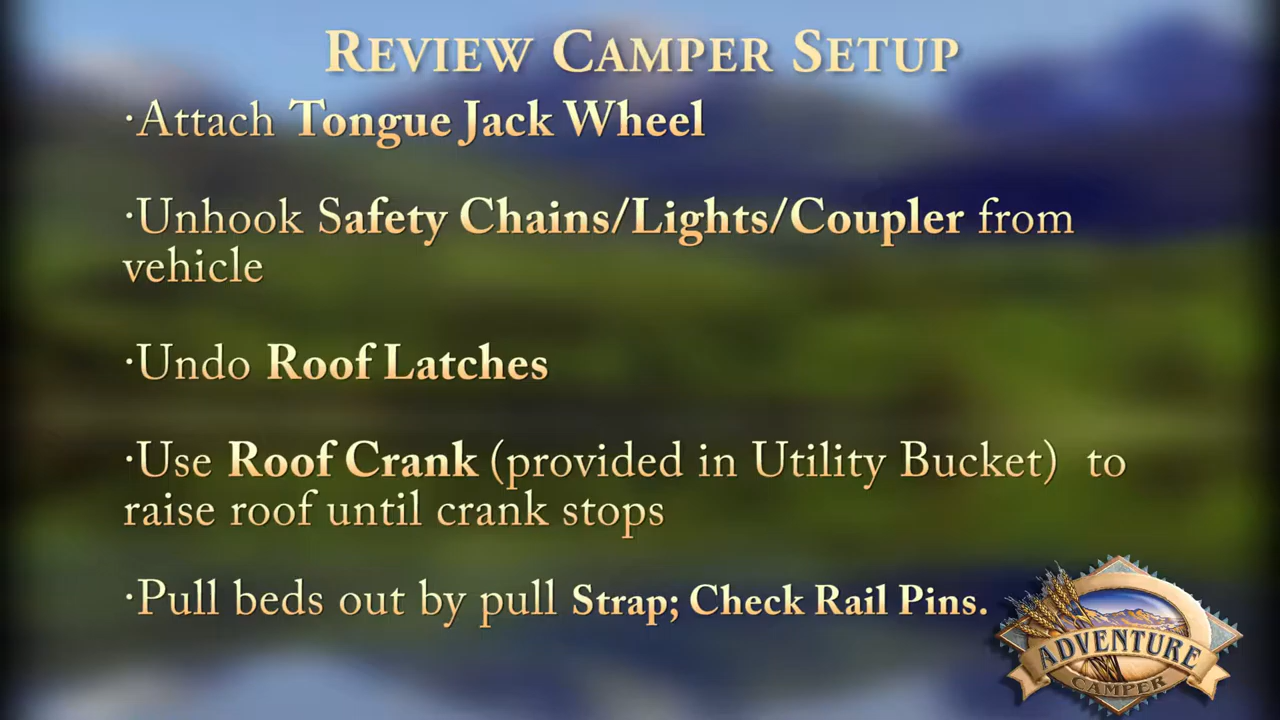 REVIEW CAMPER SETUP
·Attach Tongue Jack Wheel
·Unhook Safety Chains/Lights/Coupler from
vehicle
·Undo Roof Latches
·Use Roof Crank (provided in Utility Bucket) to
raise roof until crank stops
·Pull beds out by pull Strap; Check Rail Pins.
ADVENTURE
CAMPER